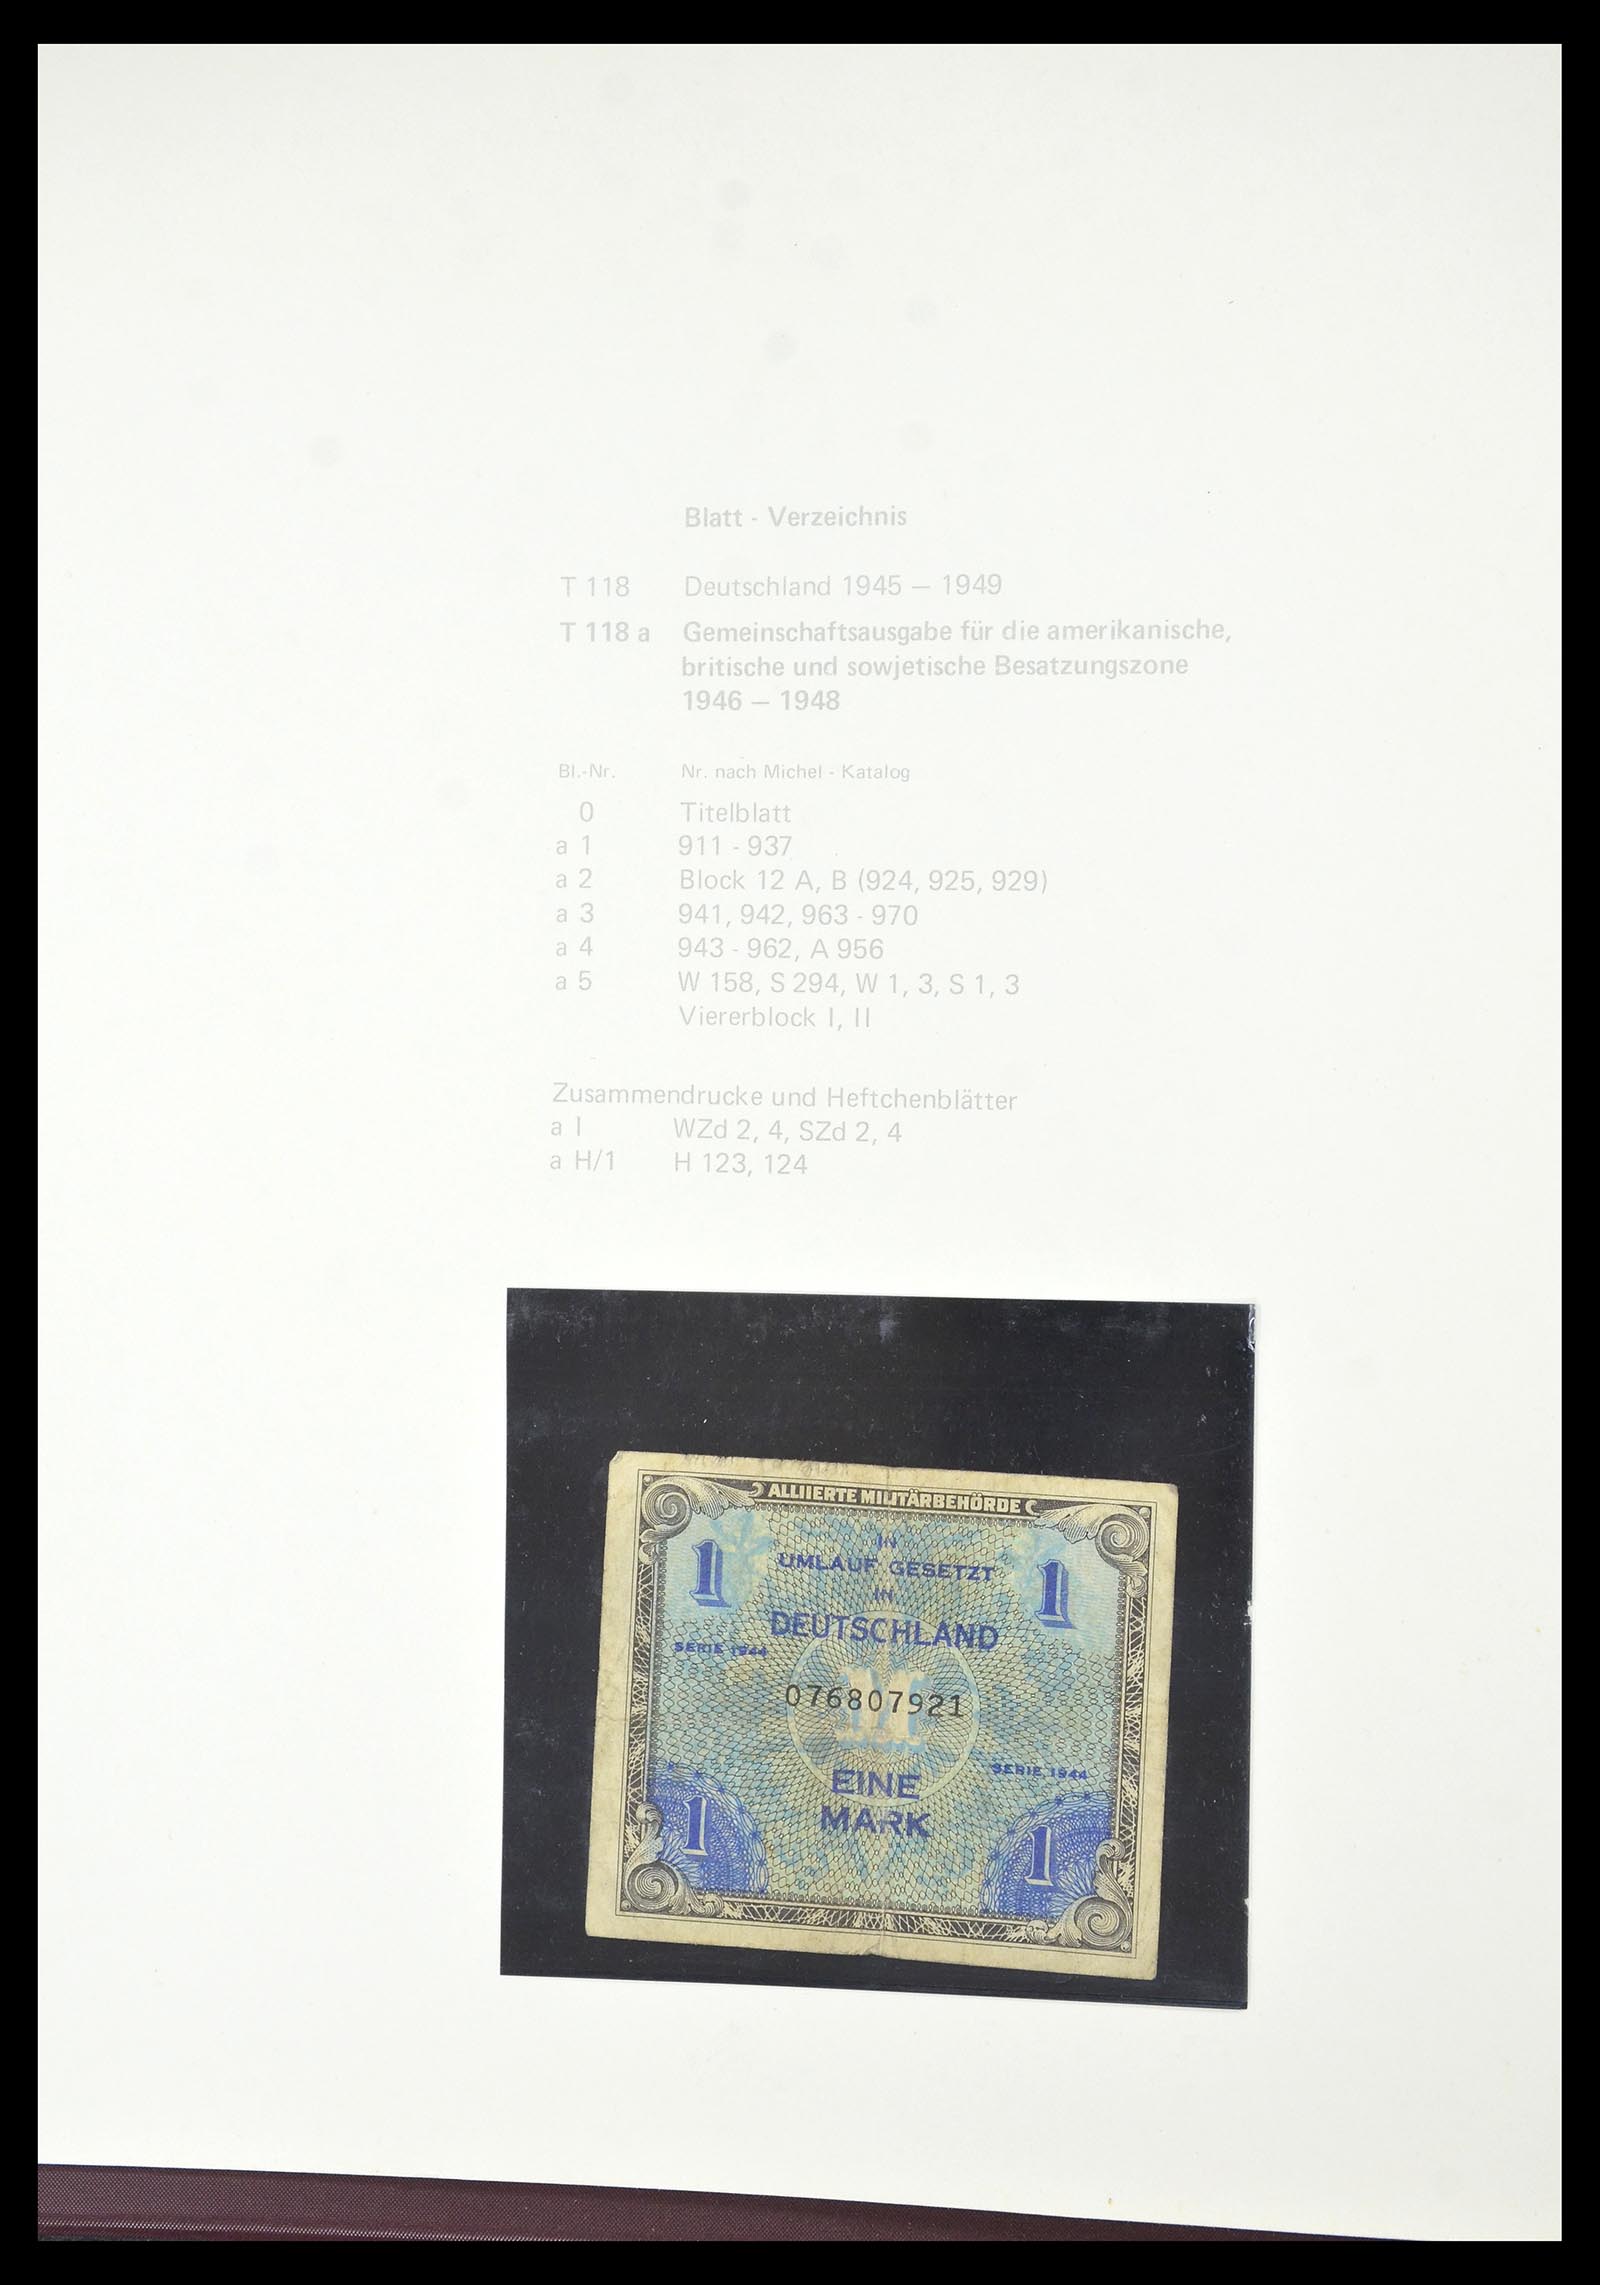 Blatt - Verzeichnis
T 118 Deutschland 1945 — 1949
T 118 a Gemeinschaftsausgabe für die amerikanische,
britische und sowjetische Besatzungszone
1946 — 1948
Bl.-Nr. Nr. nach Michel - Katalog
0 Titelblatt
a 1 911 - 937
a 2 Block 12 A, B (924, 925, 929)
a 3 941, 942, 963 - 970
a 4 943 - 962, A 956
a 5 W 158, S 294, W 1, 3, S 1, 3
Viererblock I, II
Zusammendrucke und Heftchenblätter
a I WZd 2, 4, SZd 2, 4
a H/1 H 123, 124
ALLIIERTE MILITÄRBEHÖRDE
1 IN 1
UMLAUF GESETZT
IN
DEUTSCHLAND
SERIE 1944
M
076807921
SERIE 1944
EINE
MARK
1 1